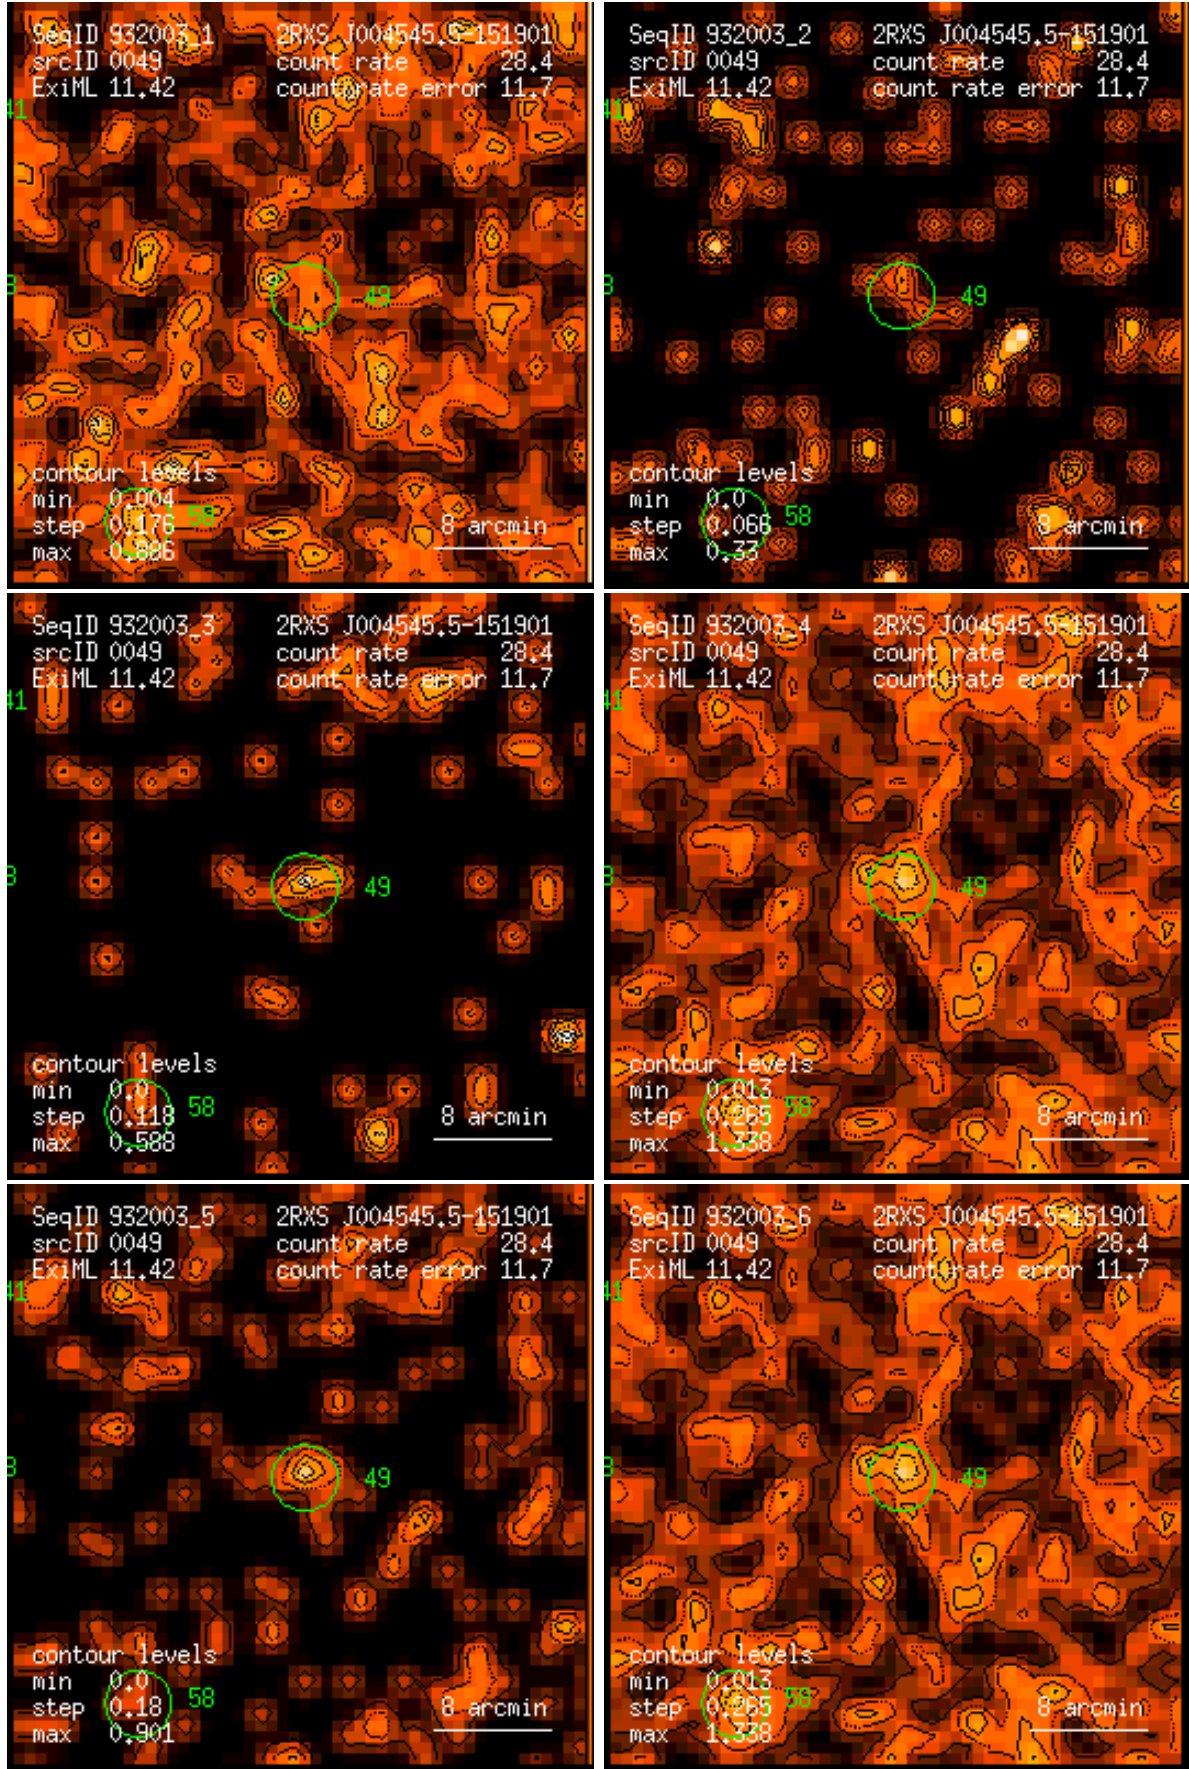 SeqID 932003_1 2RXS J004545.5-151901
srcID 0049 count rate 28.4
ExiML 11.42 count rate error 11.7
41
49
contour levels
min 0.004
step 0.176 58 8 arcmin
max 0.886
SeqID 932003_2 2RXS J004545.5-151901
srcID 0049 count rate 28.4
ExiML 11.42 count rate error 11.7
41
49
contour levels
min 0.0
step 0.066 58 8 arcmin
max 0.33
SeqID 932003_3 2RXS J004545.5-151901
srcID 0049 count rate 28.4
ExiML 11.42 count rate error 11.7
41
49
contour levels
min 0.0
step 0.118 58 8 arcmin
max 0.588
SeqID 932003_4 2RXS J004545.5-151901
srcID 0049 count rate 28.4
ExiML 11.42 count rate error 11.7
41
49
contour levels
min 0.013
step 0.265 58 8 arcmin
max 1.338
SeqID 932003_5 2RXS J004545.5-151901
srcID 0049 count rate 28.4
ExiML 11.42 count rate error 11.7
41
49
contour levels
min 0.0
step 0.18 58 8 arcmin
max 0.901
SeqID 932003_6 2RXS J004545.5-151901
srcID 0049 count rate 28.4
ExiML 11.42 count rate error 11.7
41
49
contour levels
min 0.013
step 0.265 58 8 arcmin
max 1.338